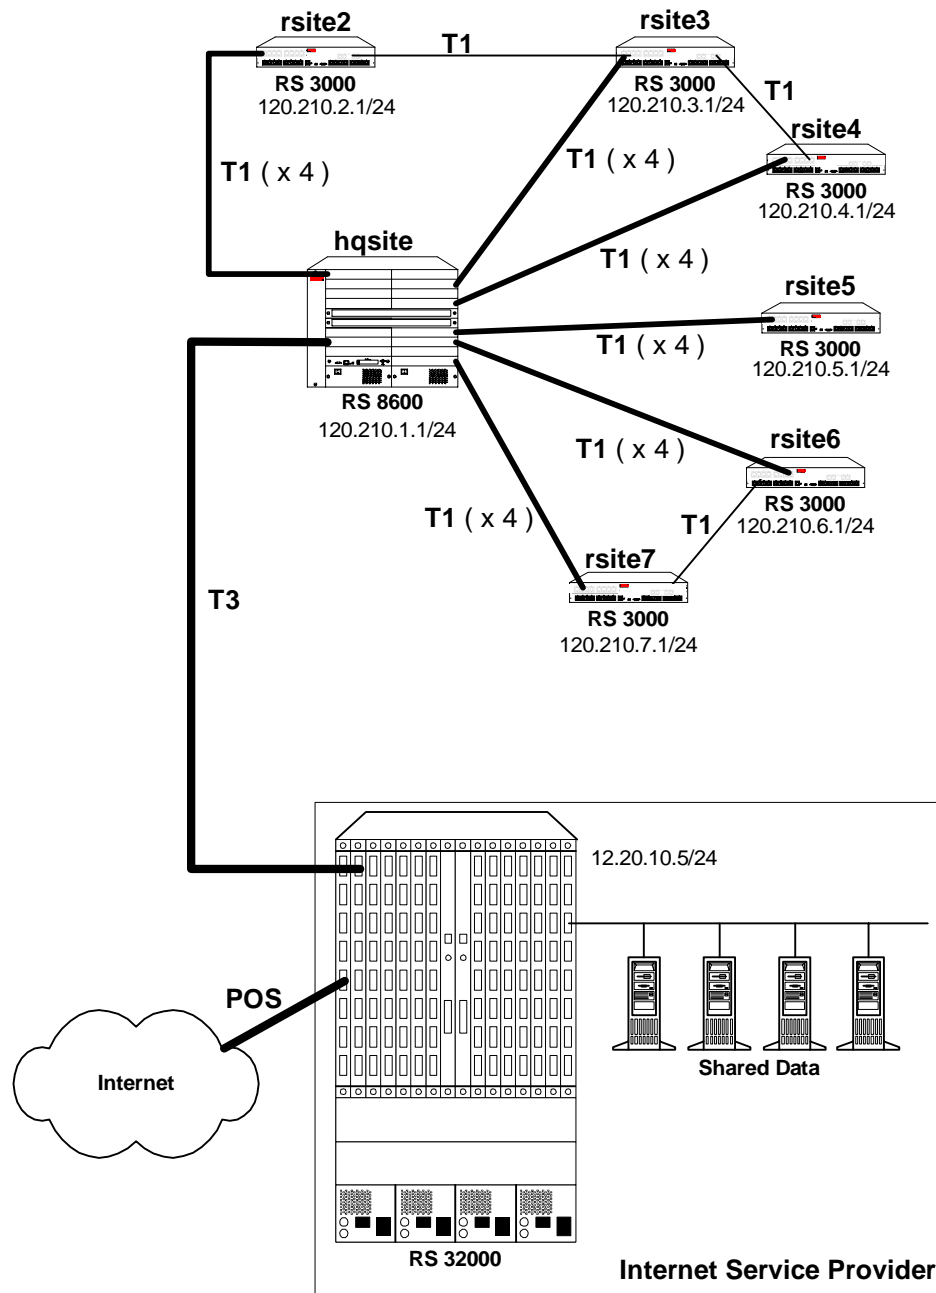 rsite2
rsite3
T1
RS 3000
120.210.2.1/24
RS 3000
120.210.3.1/24
T1
rsite4
T1 ( x 4 )
T1 ( x 4 )
RS 3000
120.210.4.1/24
hqsite
T1 ( x 4 )
rsite5
T1 ( x 4 )
RS 3000
120.210.5.1/24
RS 8600
120.210.1.1/24
rsite6
T1 ( x 4 )
RS 3000
120.210.6.1/24
T1 ( x 4 )
T1
rsite7
T3
RS 3000
120.210.7.1/24
12.20.10.5/24
POS
Internet
Shared Data
RS 32000
Internet Service Provider